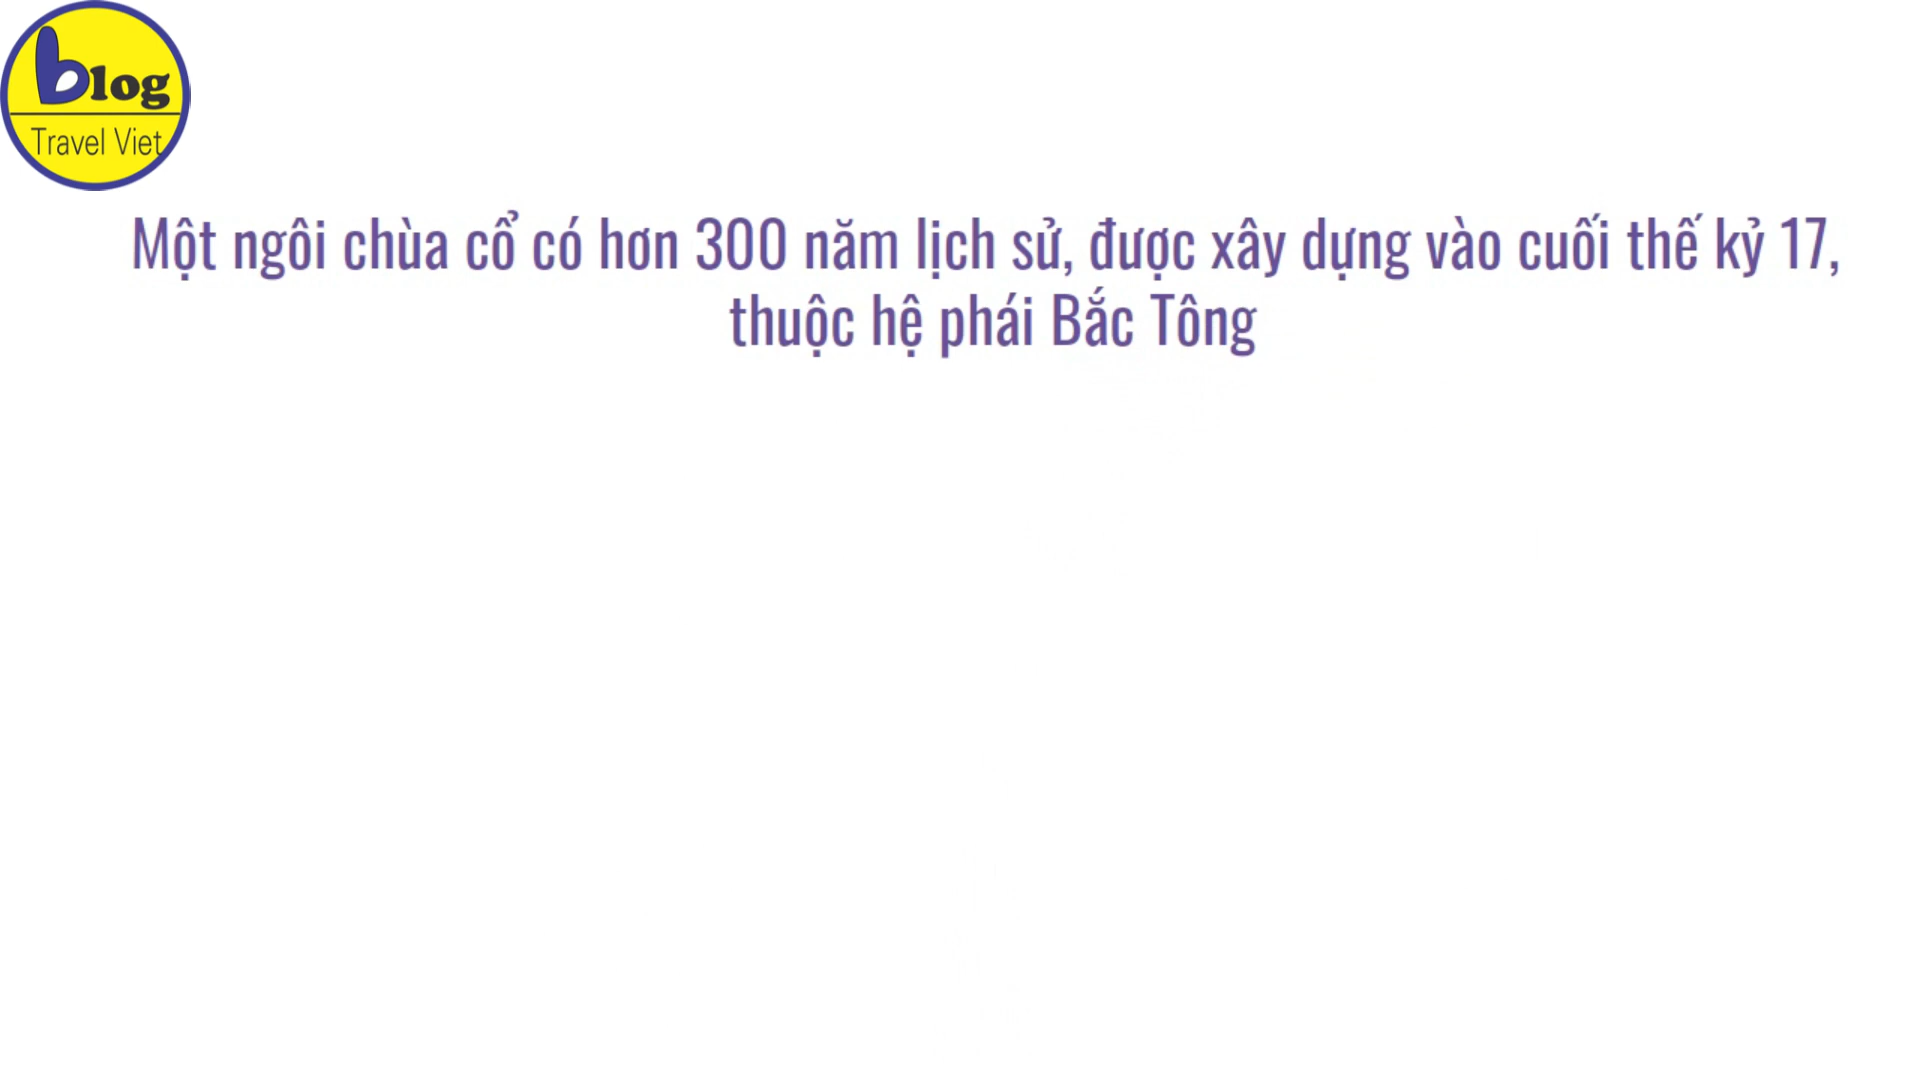 blog
Travel Viet
Một ngôi chùa cổ có hơn 300 năm lịch sử, được xây dựng vào cuối thế kỷ 17,
thuộc hệ phái Bắc Tông